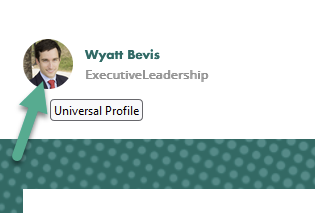 Wyatt Bevis
ExecutiveLeadership
Universal Profile